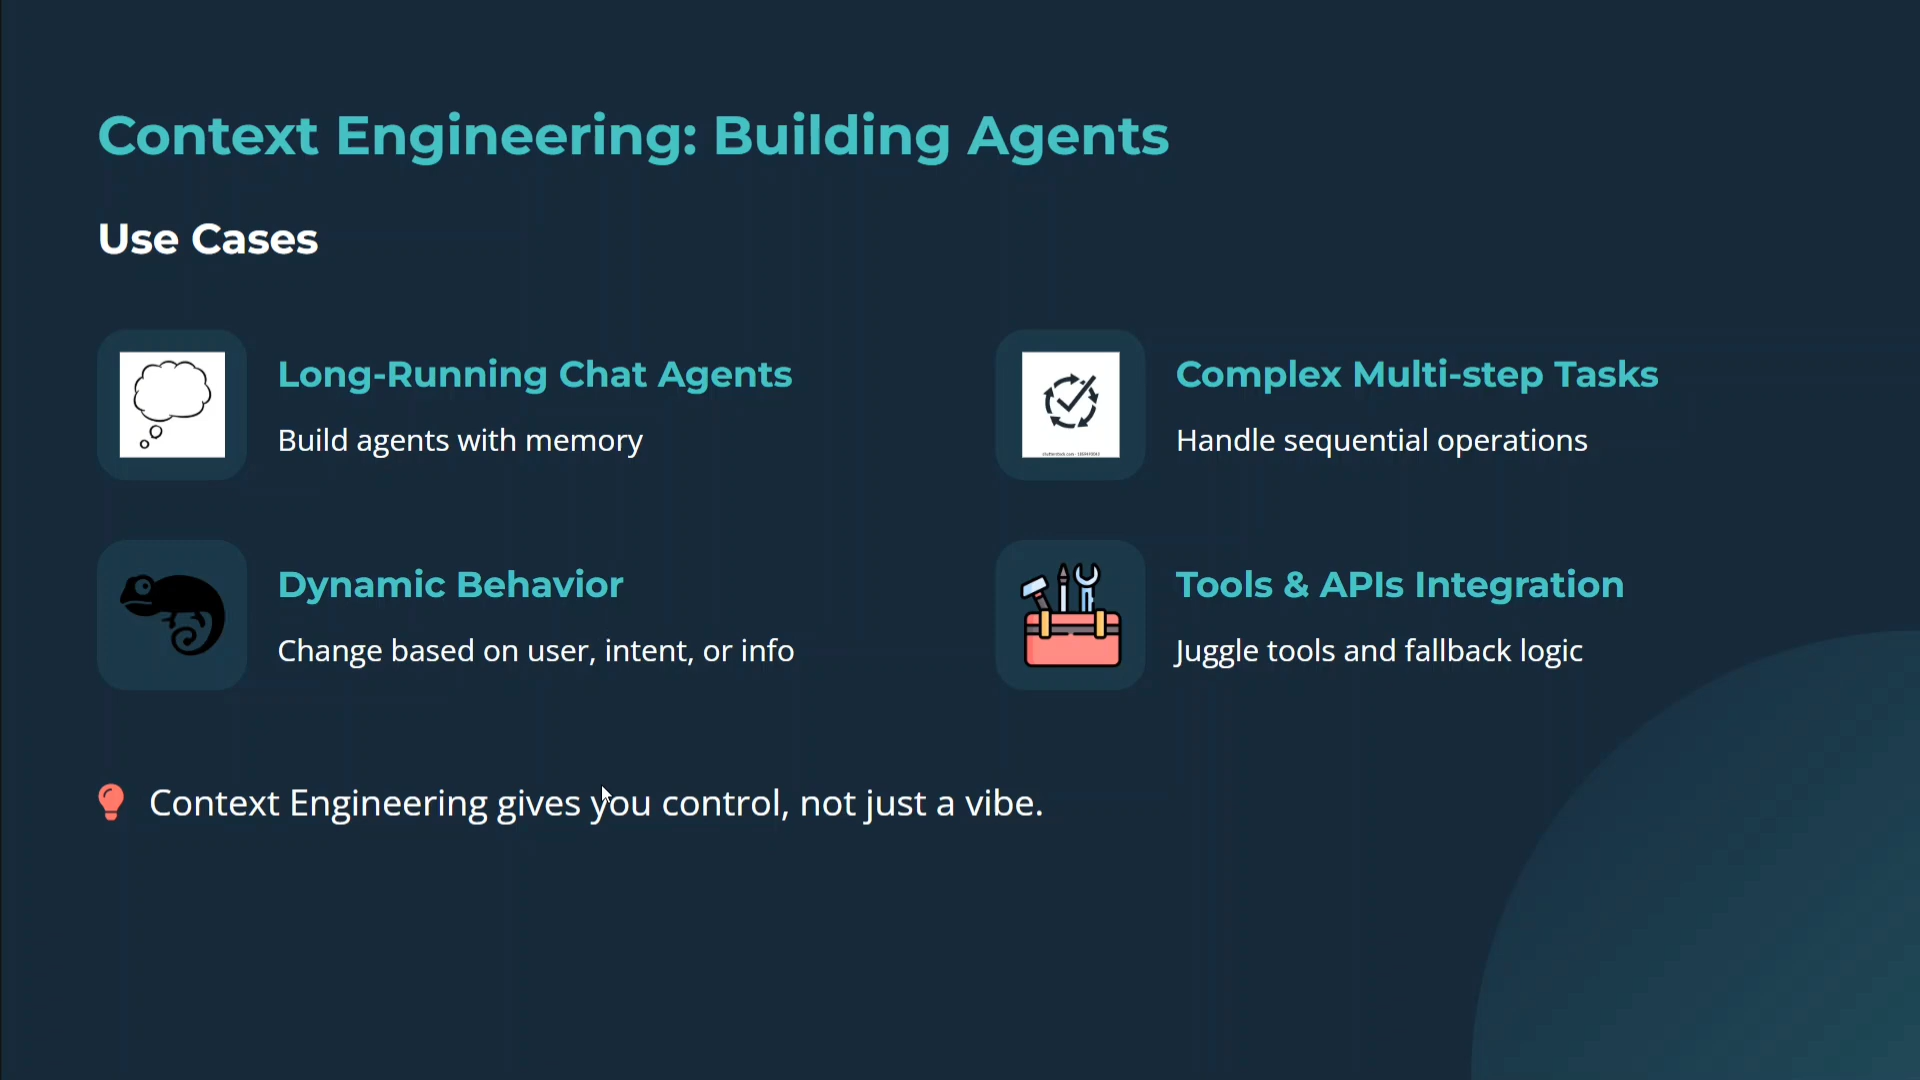 Context Engineering: Building Agents
Use Cases
Long-Running Chat Agents
Build agents with memory
Complex Multi-step Tasks
Handle sequential operations
Dynamic Behavior
Change based on user, intent, or info
Tools & APIs Integration
Juggle tools and fallback logic
Context Engineering gives you control, not just a vibe.